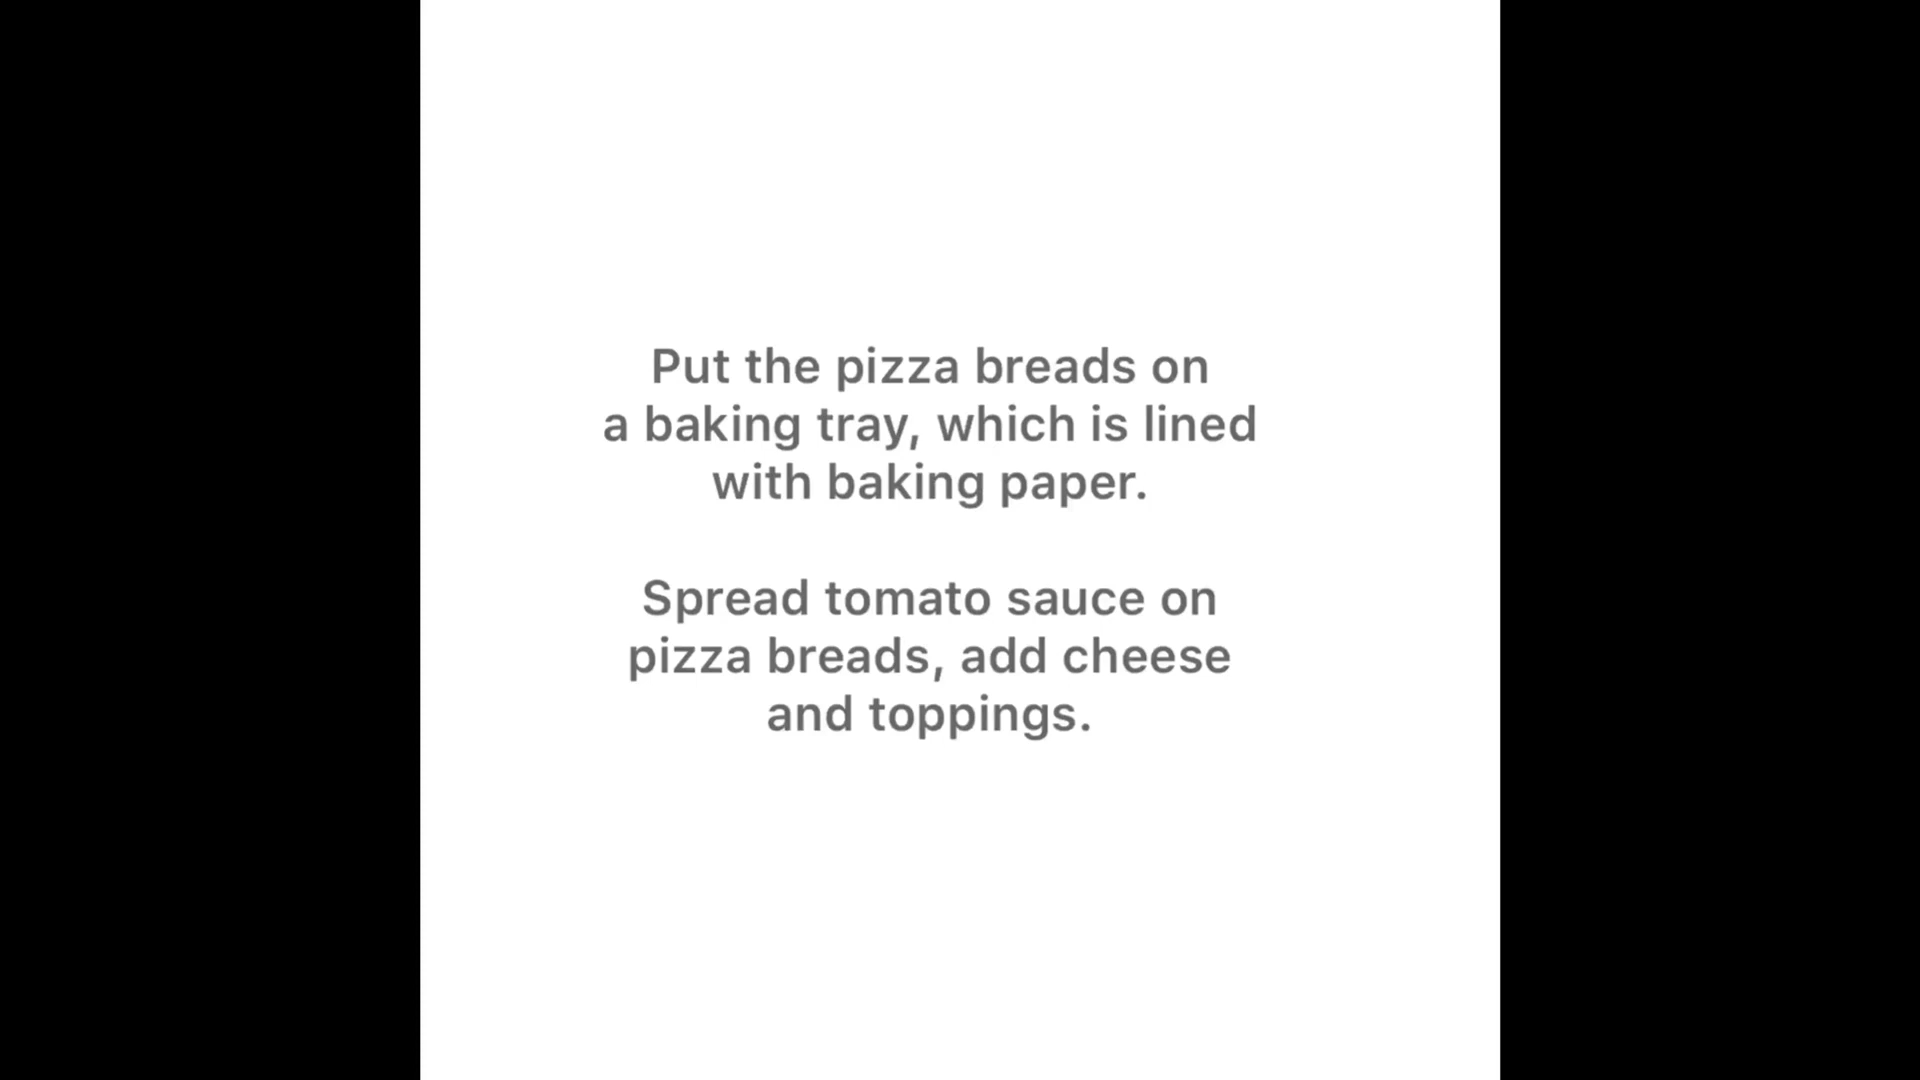 Put the pizza breads on
a baking tray, which is lined
with baking paper.
Spread tomato sauce on
pizza breads, add cheese
and toppings.